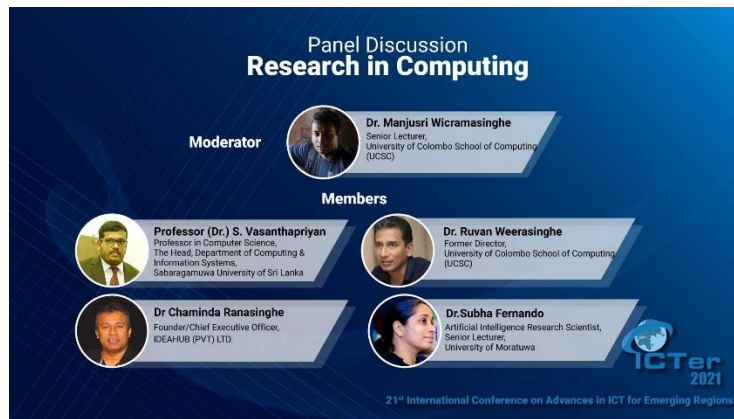 Panel Discussion
Research in Computing
Moderator
Dr. Manjusri Wicramasinghe
Senior Lecturer,
University of Colombo School of Computing
(UCSC)
Members
Professor (Dr.) S. Vasanthapriyan
Professor in Computer Science,
The Head, Department of Computing &
Information Systems,
Sabaragamuwa University of Sri Lanka
Dr. Ruvan Weerasinghe
Former Director,
University of Colombo School of Computing
(UCSC)
Dr Chaminda Ranasinghe
Founder/Chief Executive Officer,
IDEAHUB (PVT) LTD.
Dr.Subha Fernando
Artificial Intelligence Research Scientist,
Senior Lecturer,
University of Moratuwa
ICTer
2021
21st International Conference on Advances in ICT for Emerging Regions